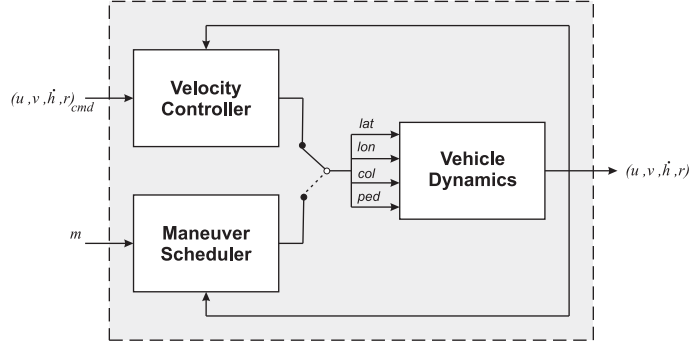 Velocity
Controller
(u ,v ,ḣ ,r)cmd
lat
lon
col
ped
Vehicle
Dynamics
(u ,v ,ḣ ,r)
m
Maneuver
Scheduler